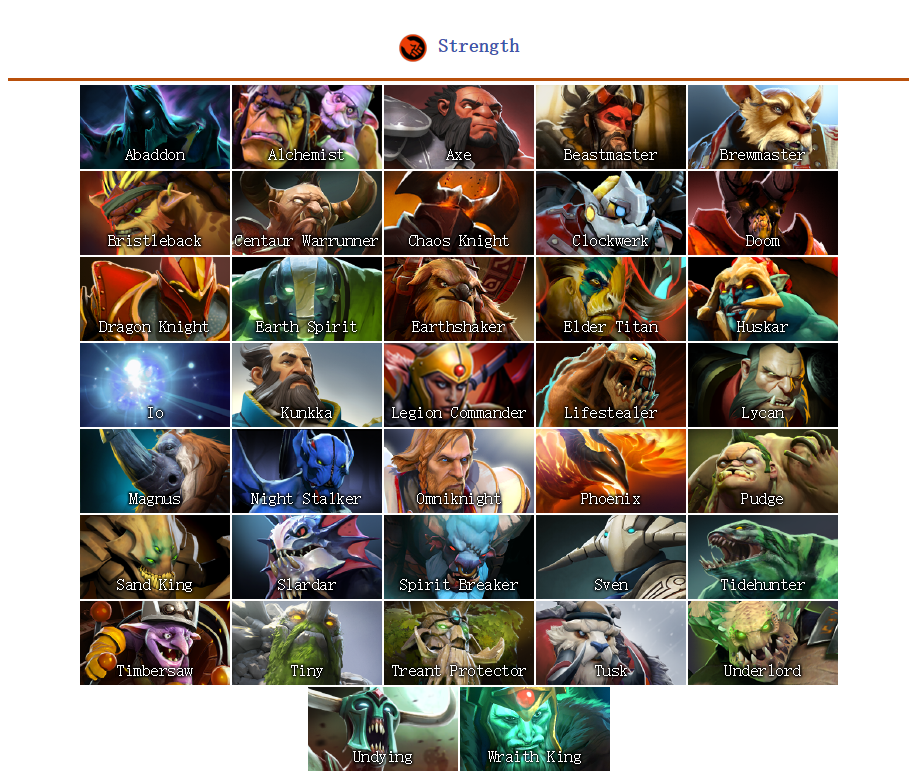 Strength
Abaddon
Alchemist
Axe
Beastmaster
Brewmaster
Bristleback
Centaur Warrunner
Chaos Knight
Clockwerk
Doom
Dragon Knight
Earth Spirit
Earthshaker
Elder Titan
Huskar
Io
Kunkka
Legion Commander
Lifestealer
Lycan
Magnus
Night Stalker
Omniknight
Phoenix
Pudge
Sand King
Slardar
Spirit Breaker
Sven
Tidehunter
Timbersaw
Tiny
Treant Protector
Tusk
Underlord
Undying
Wraith King